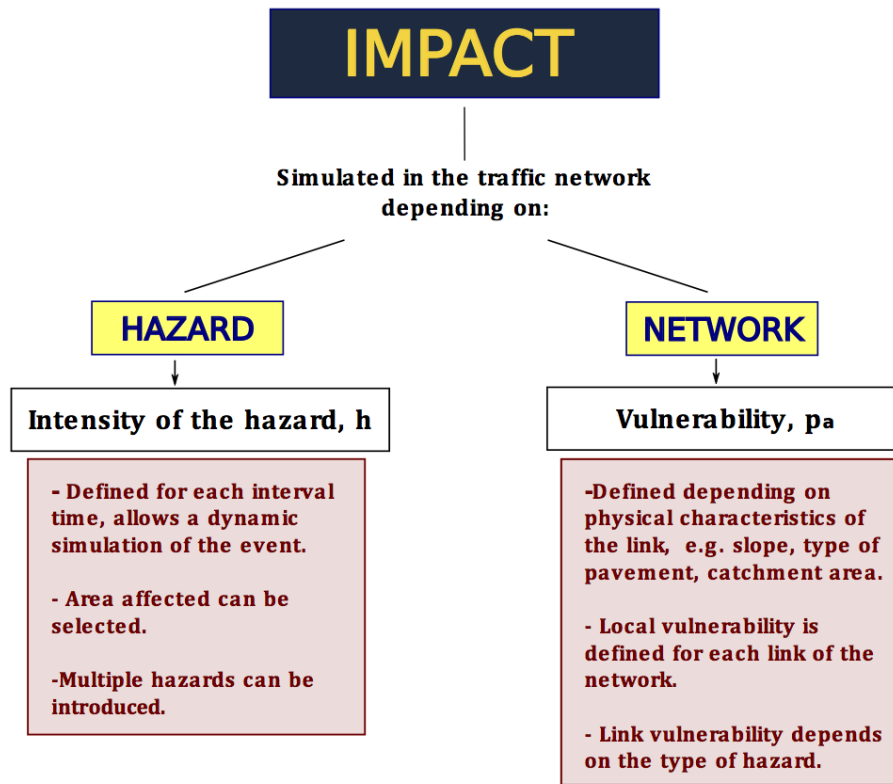 IMPACT
Simulated in the traffic network
depending on:
HAZARD
Intensity of the hazard, h
- Defined for each interval
time, allows a dynamic
simulation of the event.
- Area affected can be
selected.
-Multiple hazards can be
introduced.
NETWORK
Vulnerability, pa
-Defined depending on
physical characteristics of
the link, e.g. slope, type of
pavement, catchment area.
- Local vulnerability is
defined for each link of the
network.
- Link vulnerability depends
on the type of hazard.